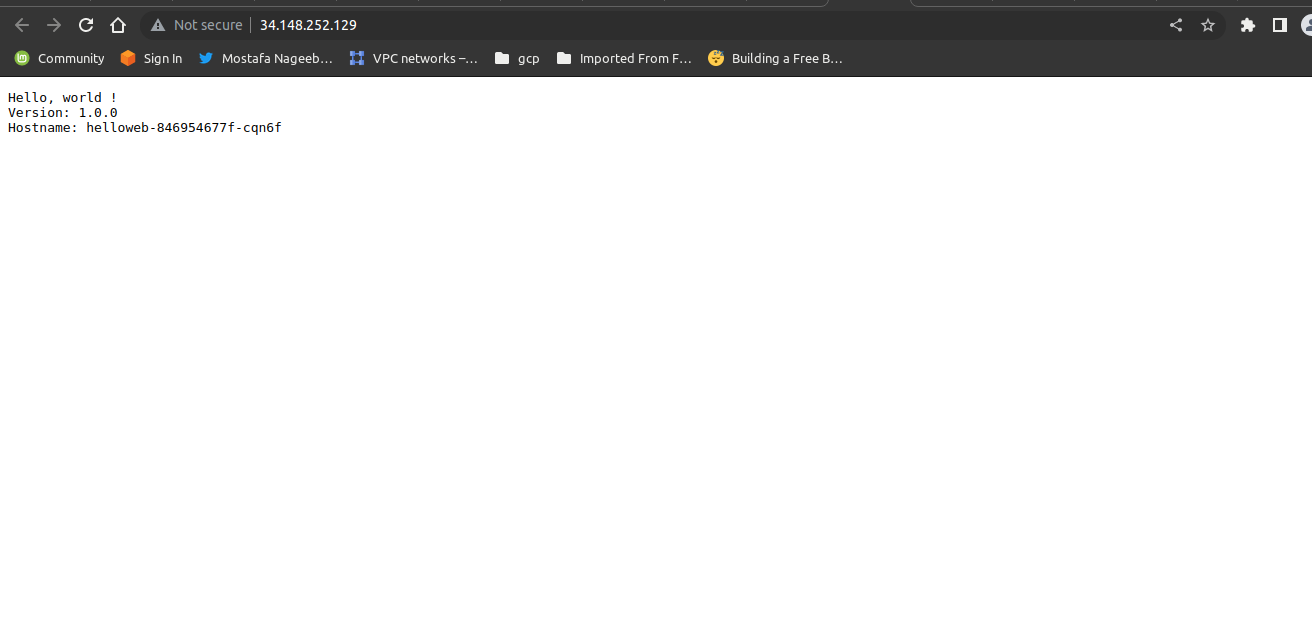 Not secure 34.148.252.129
Community Sign In Mostafa Nageeb... VPC networks –... gcp Imported From F... Building a Free B...
Hello, world !
Version: 1.0.0
Hostname: helloweb-846954677f-cqn6f